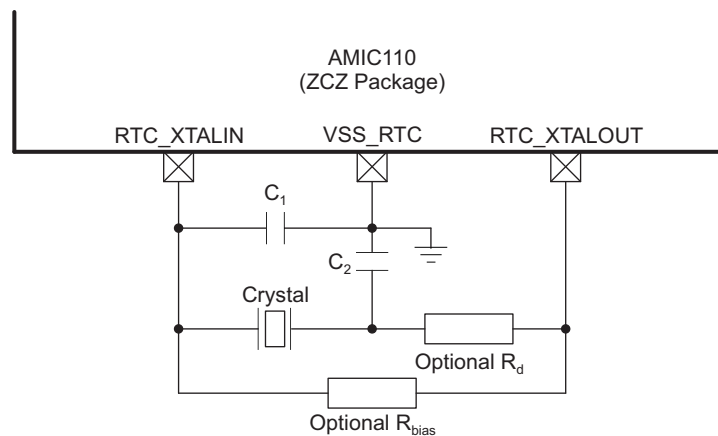 AMIC110
(ZCZ Package)
RTC_XTALIN
VSS_RTC
RTC_XTALOUT
C1
C2
Crystal
Optional Rd
Optional Rbias